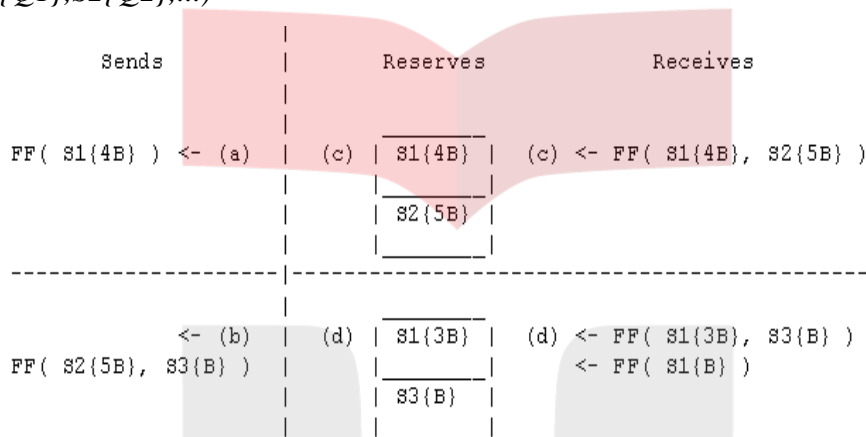 Sends | Reserves Receives
FF( S1{4B} ) <- (a) | (c) | S1{4B} | (c) <- FF( S1{4B}, S2{5B} )
| S2{5B} |
<- (b) | (d) | S1{3B} | (d) <- FF( S1{3B}, S3{B} )
FF( S2{5B}, S3{B} ) | | | <- FF( S1{B} )
| S3{B} |